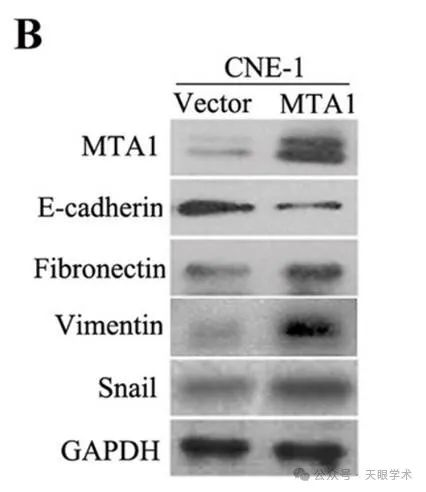 B
CNE-1
Vector MTA1
MTA1
E-cadherin
Fibronectin
Vimentin
Snail
GAPDH
公众号 · 天眼学术